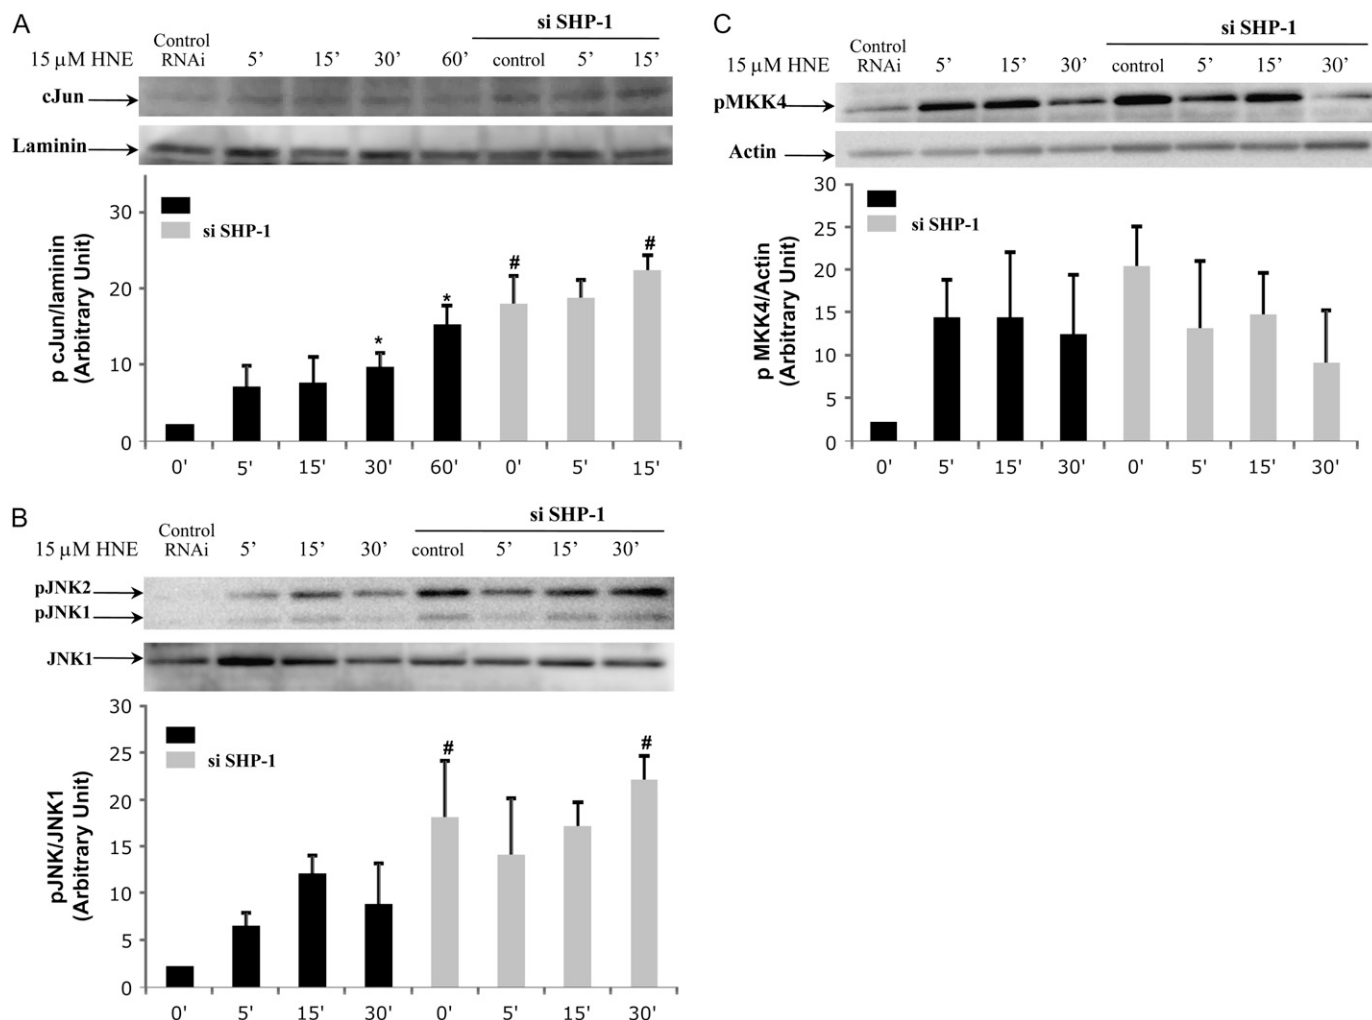 A
si SHP-1
Control
RNAi
15 μM HNE 5’ 15’ 30’ 60’ control 5’ 15’
cJun
Laminin
p cJun/laminin
(Arbitrary Unit)
30
20
10
0
si SHP-1
* * # #
0' 5' 15' 30' 60' 0' 5' 15'
B
si SHP-1
Control
RNAi
15 μM HNE 5’ 15’ 30’ control 5’ 15’ 30’
pJNK2
pJNK1
JNK1
pJNK/JNK1
(Arbitrary Unit)
30
25
20
15
10
5
0
si SHP-1
# #
0' 5' 15' 30' 0' 5' 15' 30'
C
si SHP-1
Control
RNAi
15 μM HNE 5’ 15’ 30’ control 5’ 15’ 30’
pMKK4
Actin
p MKK4/Actin
(Arbitrary Unit)
30
25
20
15
10
5
0
si SHP-1
0' 5' 15' 30' 0' 5' 15' 30'